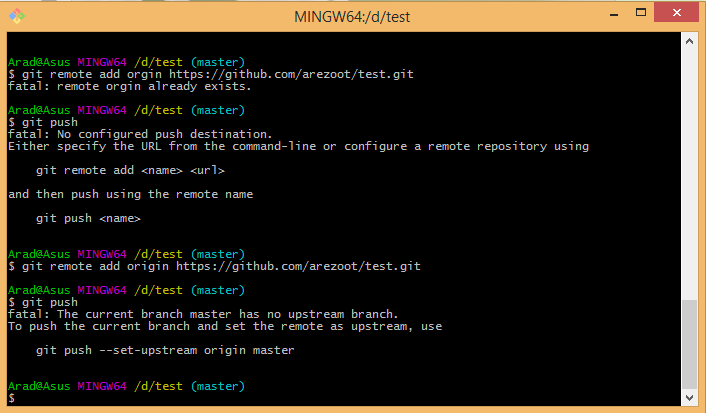 MINGW64:/d/test
Arad@Asus MINGW64 /d/test (master)
$ git remote add orgin https://github.com/arezoot/test.git
fatal: remote orgin already exists.
Arad@Asus MINGW64 /d/test (master)
$ git push
fatal: No configured push destination.
Either specify the URL from the command-line or configure a remote repository using
git remote add <name> <url>
and then push using the remote name
git push <name>
Arad@Asus MINGW64 /d/test (master)
$ git remote add origin https://github.com/arezoot/test.git
Arad@Asus MINGW64 /d/test (master)
$ git push
fatal: The current branch master has no upstream branch.
To push the current branch and set the remote as upstream, use
git push --set-upstream origin master
Arad@Asus MINGW64 /d/test (master)
$